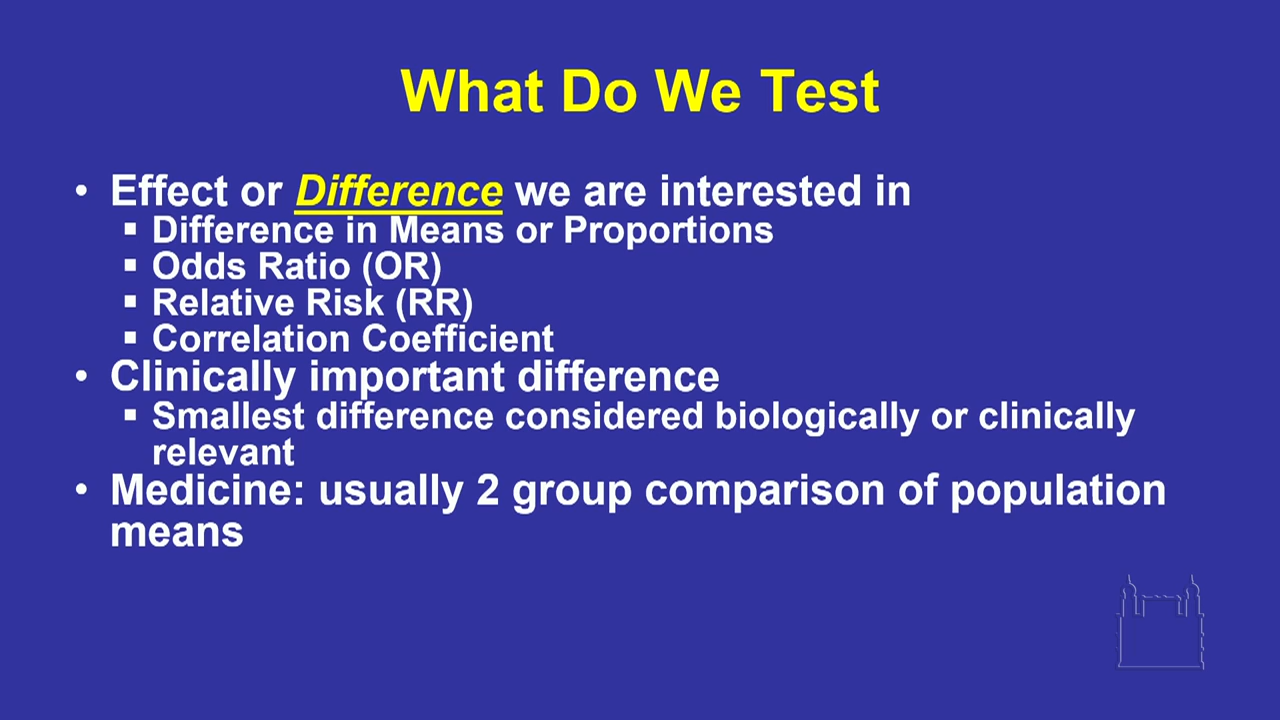 What Do We Test
• Effect or Difference we are interested in
▪ Difference in Means or Proportions
▪ Odds Ratio (OR)
▪ Relative Risk (RR)
▪ Correlation Coefficient
• Clinically important difference
▪ Smallest difference considered biologically or clinically
relevant
• Medicine: usually 2 group comparison of population
means